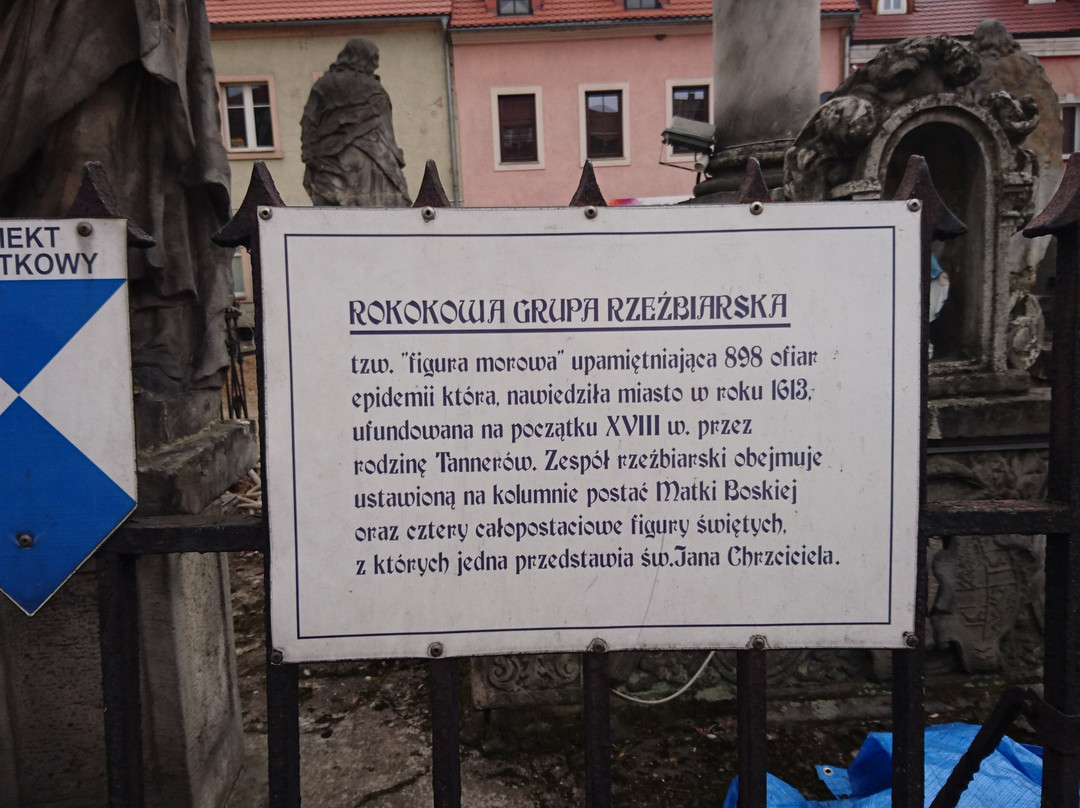 IEKT
TKOWY
ROKOKOWA GRUPA RZEŹBIARSKA
tzw. "figura morowa" upamiętniająca 898 ofiar
epidemii która, nawiedziła miasto w roku 1613,
ufundowana na początku XVIII w. przez
rodzinę Tannerów. Zespół rzeźbiarski obejmuje
ustawioną na kolumnie postać Matki Boskiej
oraz cztery całopostaciowe figury świętych,
z których jedna przedstawia św.Jana Chrzciciela.